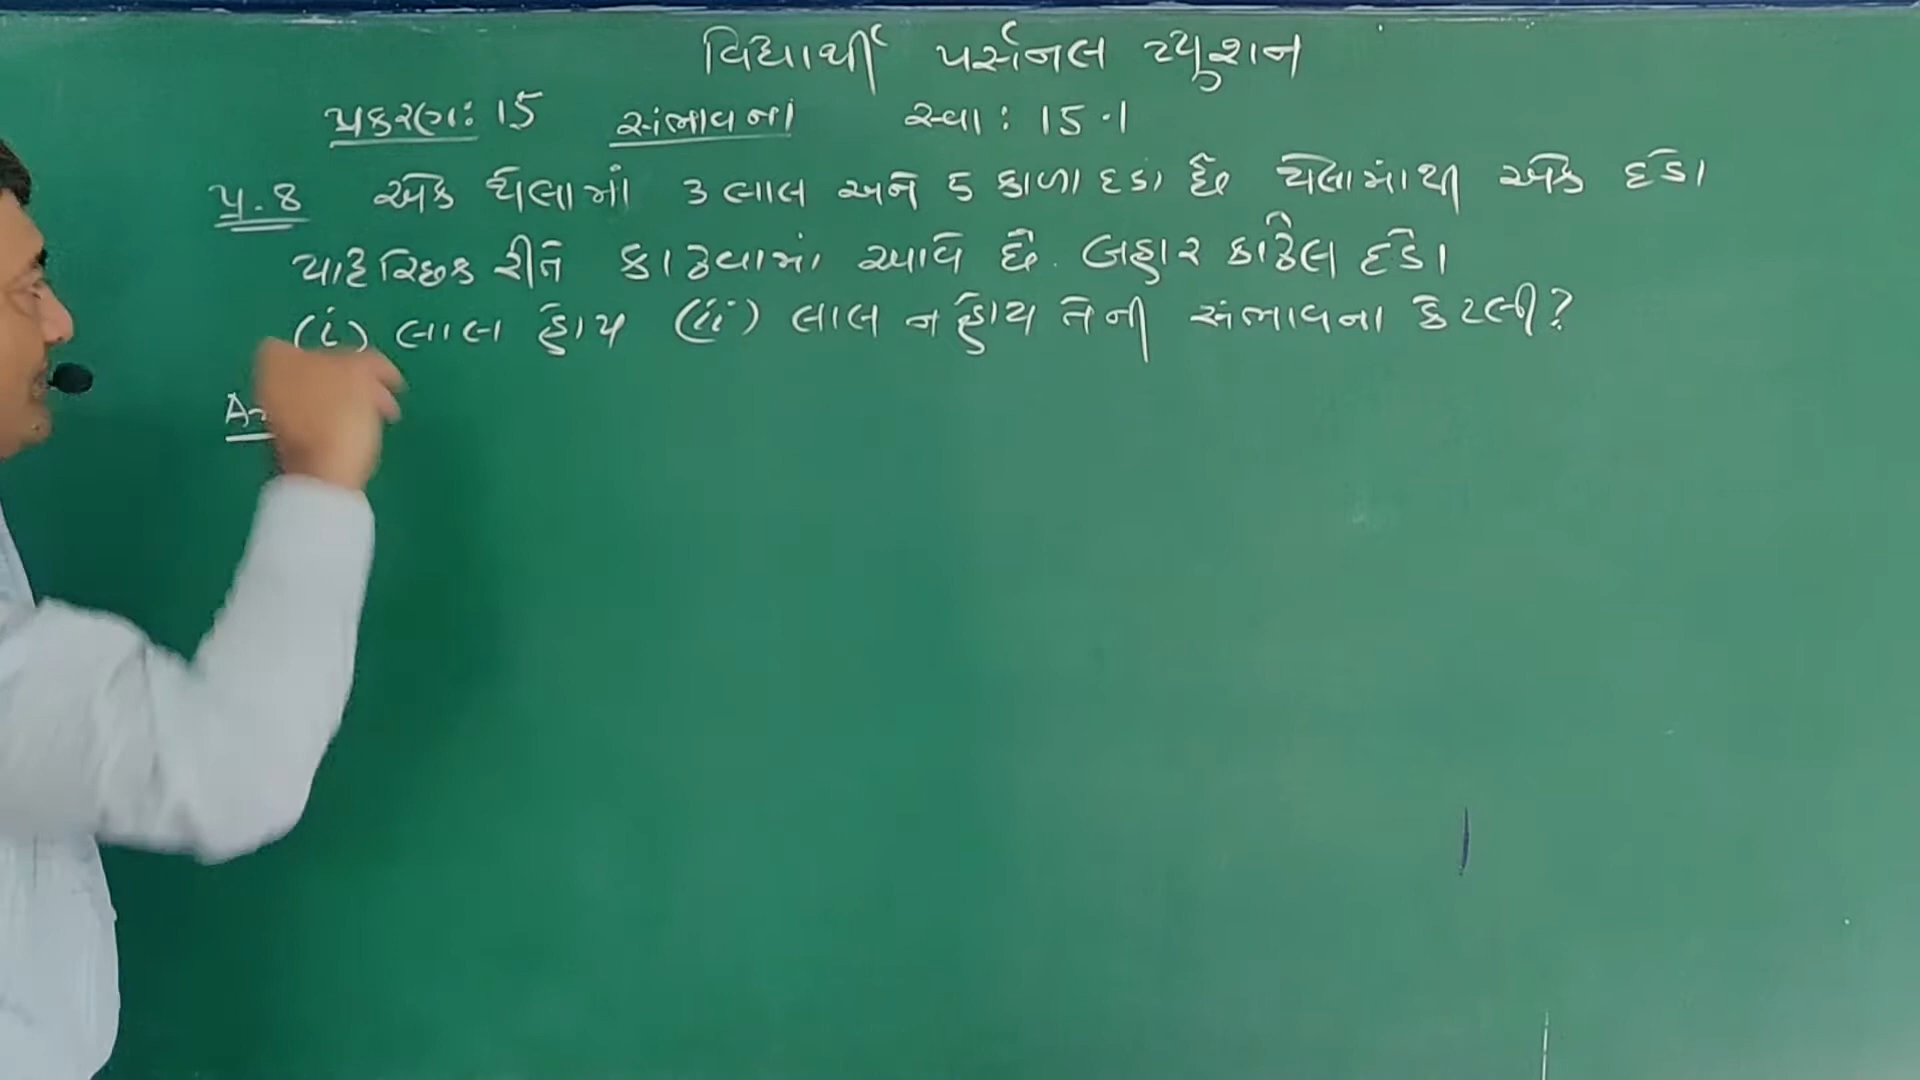 વિદ્યાર્થી પર્સનલ ટ્યુશન
પ્રકરણ: 15 સંભાવના સ્વા: 15.1
પ્ર.8 એક થેલામાં 3 લાલ અને 5 કાળા દડા છે થેલામાંથી એક દડો
યાદૈચ્છિક રીતે કાઢવામાં આવે છે. બહાર કાઢેલ દડો
(i) લાલ હોય (ii) લાલ ન હોય તેની સંભાવના કેટલી?